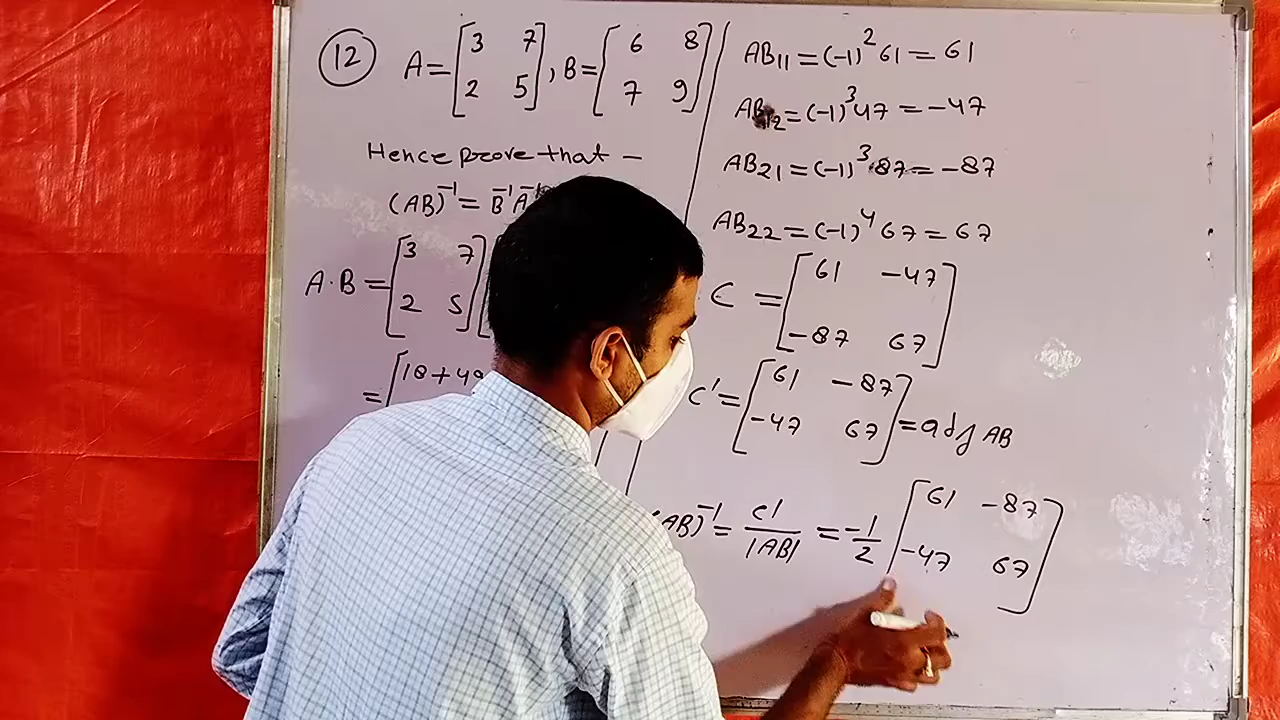 12 A = [3 7 2 5], B = [6 8 7 9]
Hence prove that –
(AB)⁻¹ = B⁻¹A⁻¹
A·B = [3 7 2 5] [
= [18+49
AB11 = (-1)² 61 = 61
AB12 = (-1)³ 47 = -47
AB21 = (-1)³·87 = -87
AB22 = (-1)⁴ 67 = 67
C = [61 -47
-87 67]
C' = [61 -87
-47 67] = adj AB
(AB)⁻¹ = C'/|AB| = -1/2 [61 -87
-47 67]